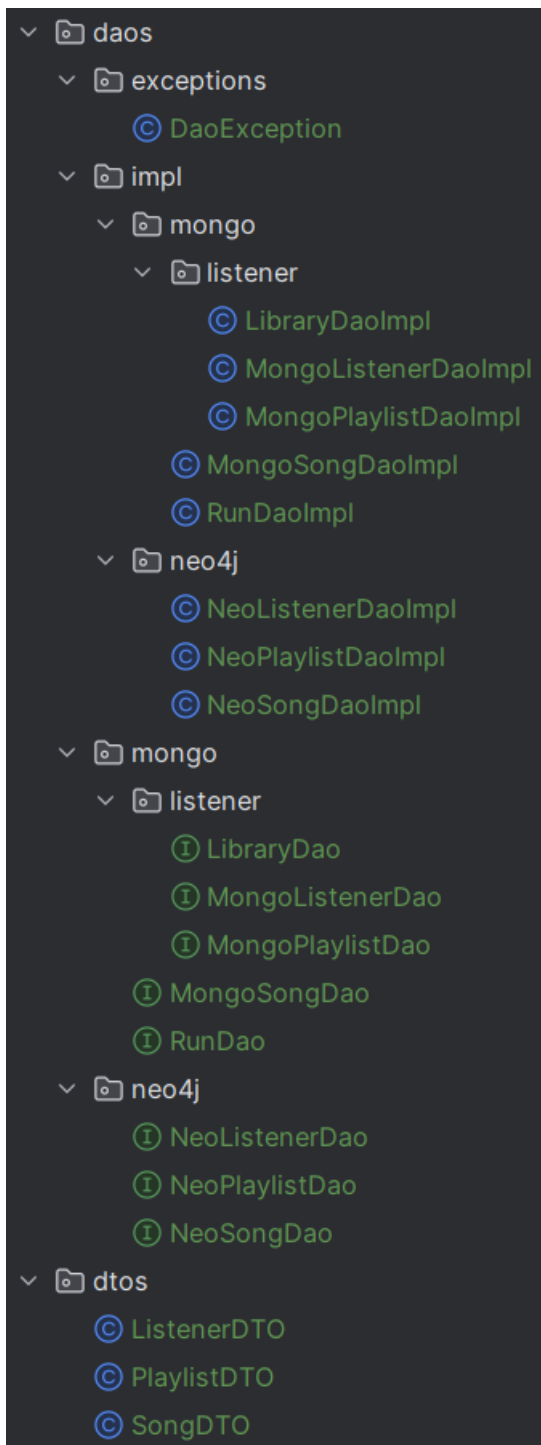 daos
exceptions
C DaoException
impl
mongo
listener
C LibraryDaoImpl
C MongoListenerDaoImpl
C MongoPlaylistDaoImpl
C MongoSongDaoImpl
C RunDaoImpl
neo4j
C NeoListenerDaoImpl
C NeoPlaylistDaoImpl
C NeoSongDaoImpl
mongo
listener
I LibraryDao
I MongoListenerDao
I MongoPlaylistDao
I MongoSongDao
I RunDao
neo4j
I NeoListenerDao
I NeoPlaylistDao
I NeoSongDao
dtos
C ListenerDTO
C PlaylistDTO
C SongDTO